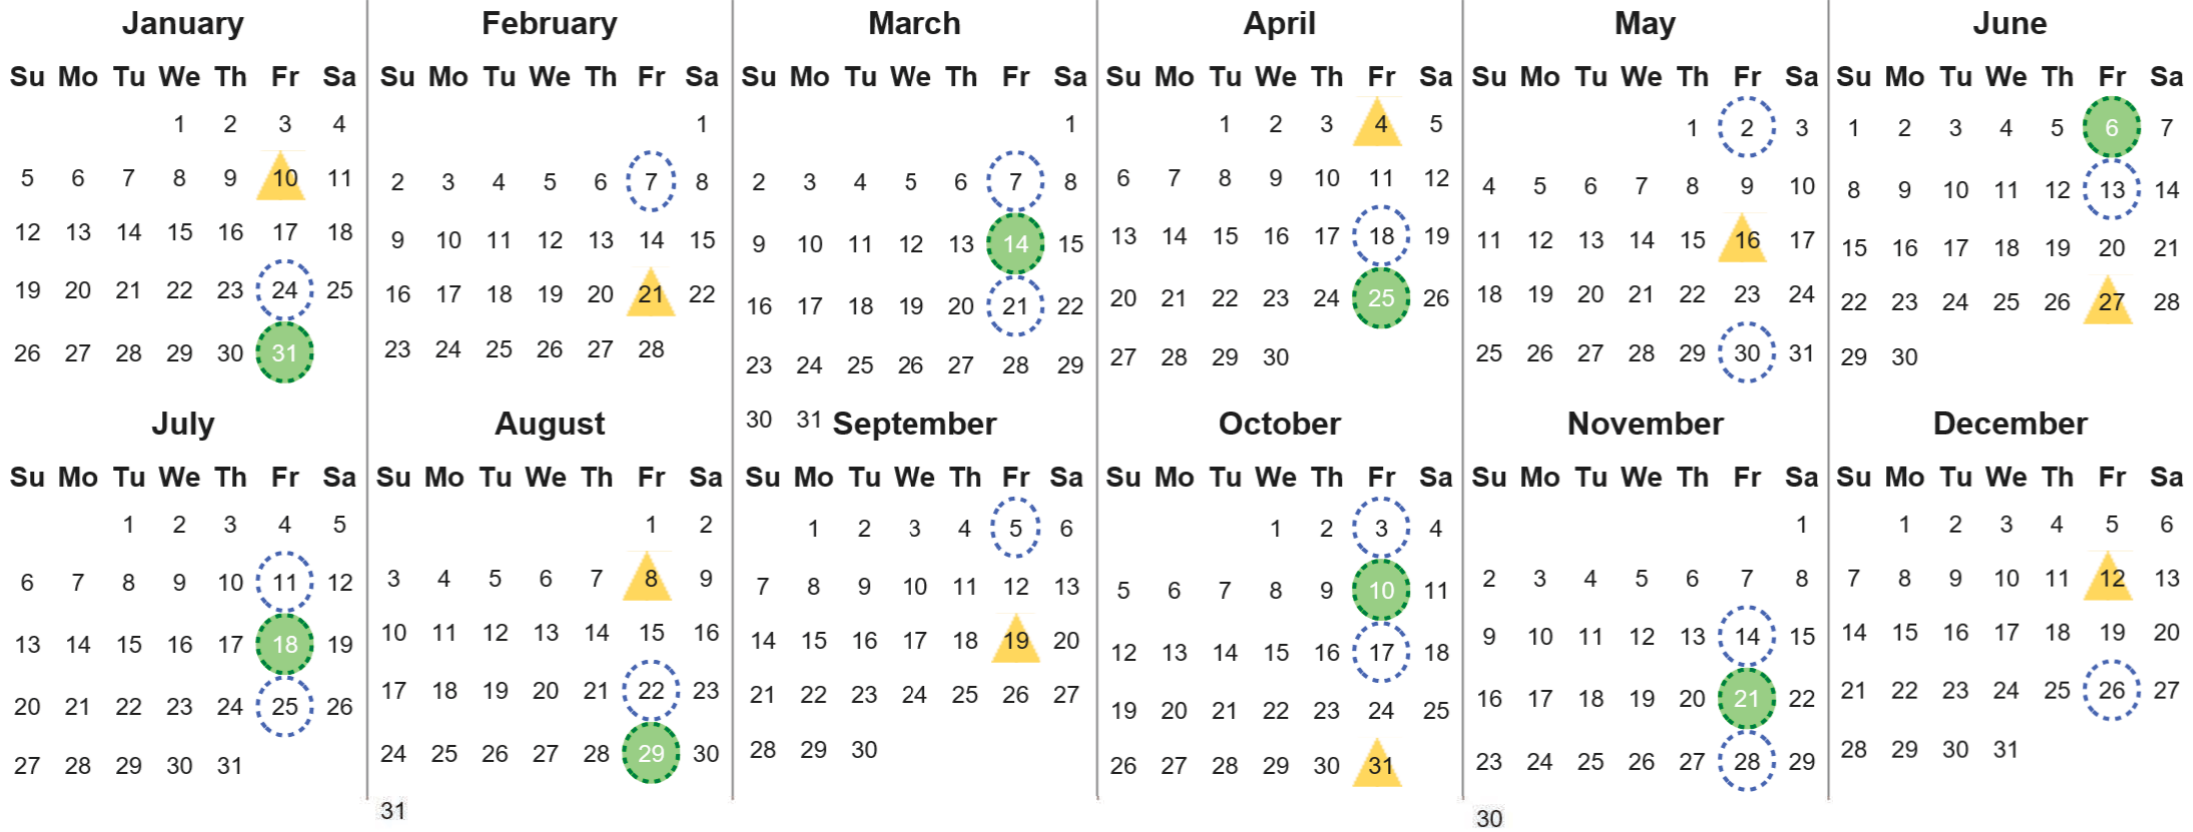 January
Su Mo Tu We Th Fr Sa
1 2 3 4
5 6 7 8 9 10 11
12 13 14 15 16 17 18
19 20 21 22 23 24 25
26 27 28 29 30 31
February
Su Mo Tu We Th Fr Sa
1
2 3 4 5 6 7 8
9 10 11 12 13 14 15
16 17 18 19 20 21 22
23 24 25 26 27 28
March
Su Mo Tu We Th Fr Sa
1
2 3 4 5 6 7 8
9 10 11 12 13 14 15
16 17 18 19 20 21 22
23 24 25 26 27 28 29
30 31
April
Su Mo Tu We Th Fr Sa
1 2 3 4 5
6 7 8 9 10 11 12
13 14 15 16 17 18 19
20 21 22 23 24 25 26
27 28 29 30
May
Su Mo Tu We Th Fr Sa
1 2 3
4 5 6 7 8 9 10
11 12 13 14 15 16 17
18 19 20 21 22 23 24
25 26 27 28 29 30 31
June
Su Mo Tu We Th Fr Sa
1 2 3 4 5 6 7
8 9 10 11 12 13 14
15 16 17 18 19 20 21
22 23 24 25 26 27 28
29 30
July
Su Mo Tu We Th Fr Sa
1 2 3 4 5
6 7 8 9 10 11 12
13 14 15 16 17 18 19
20 21 22 23 24 25 26
27 28 29 30 31
August
Su Mo Tu We Th Fr Sa
1 2
3 4 5 6 7 8 9
10 11 12 13 14 15 16
17 18 19 20 21 22 23
24 25 26 27 28 29 30
31
September
Su Mo Tu We Th Fr Sa
1 2 3 4 5 6
7 8 9 10 11 12 13
14 15 16 17 18 19 20
21 22 23 24 25 26 27
28 29 30
October
Su Mo Tu We Th Fr Sa
1 2 3 4
5 6 7 8 9 10 11
12 13 14 15 16 17 18
19 20 21 22 23 24 25
26 27 28 29 30 31
November
Su Mo Tu We Th Fr Sa
1
2 3 4 5 6 7 8
9 10 11 12 13 14 15
16 17 18 19 20 21 22
23 24 25 26 27 28 29
30
December
Su Mo Tu We Th Fr Sa
1 2 3 4 5 6
7 8 9 10 11 12 13
14 15 16 17 18 19 20
21 22 23 24 25 26 27
28 29 30 31